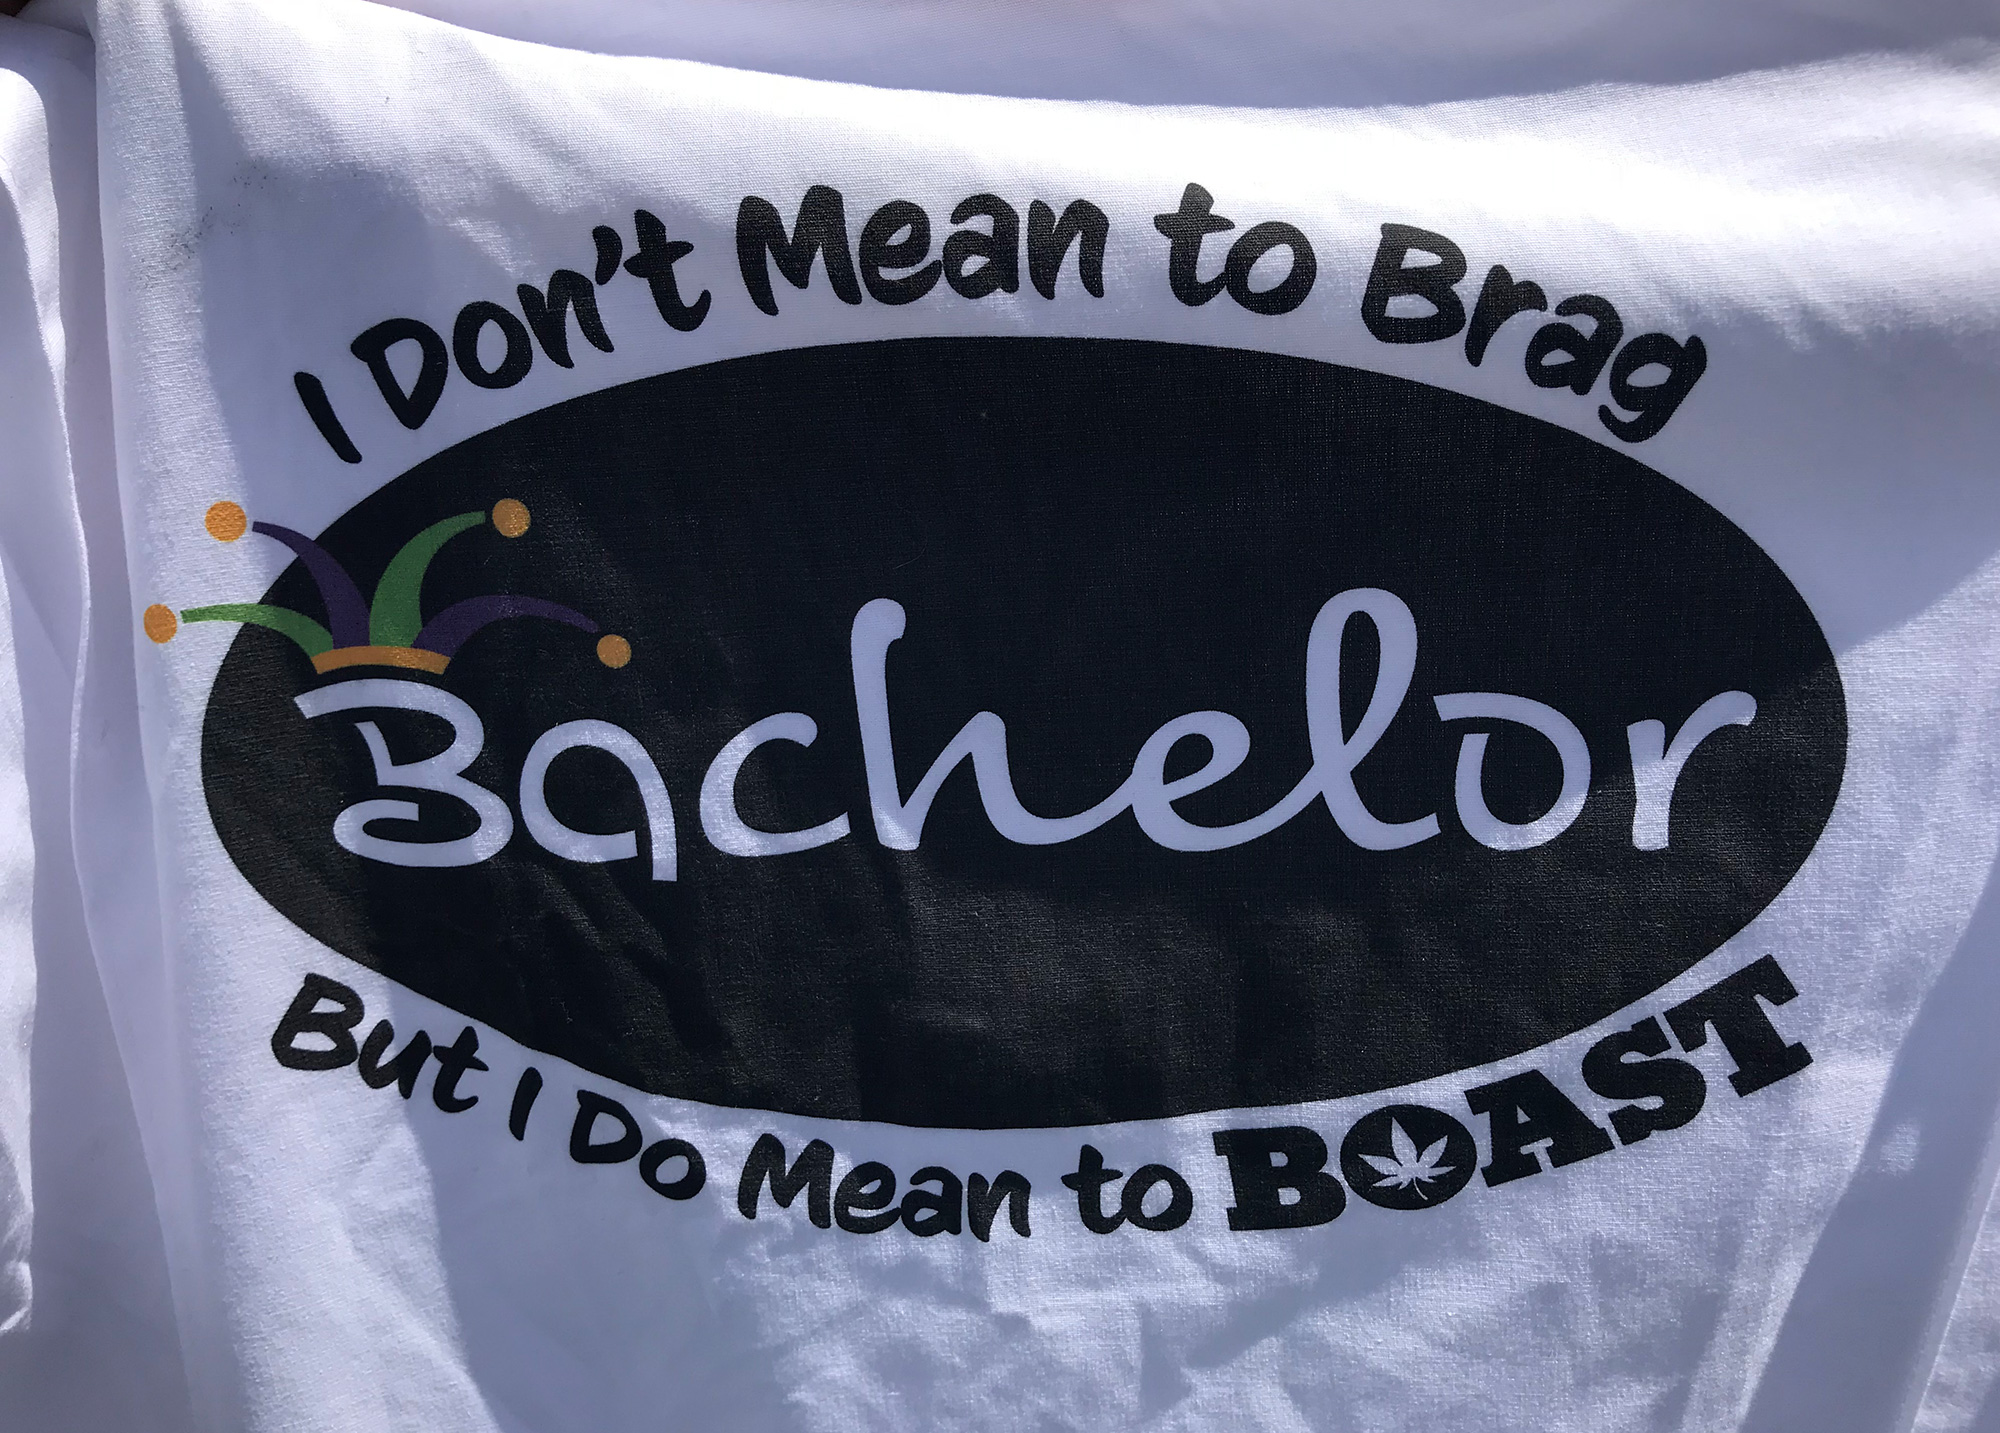 I Don't Mean to Brag
Bachelor
But I Do Mean to BOAST